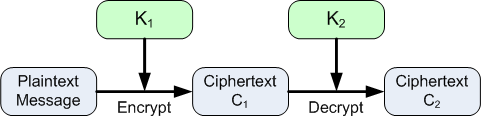 K₁
K₂
Plaintext
Message
Encrypt
Ciphertext
C₁
Decrypt
Ciphertext
C₂